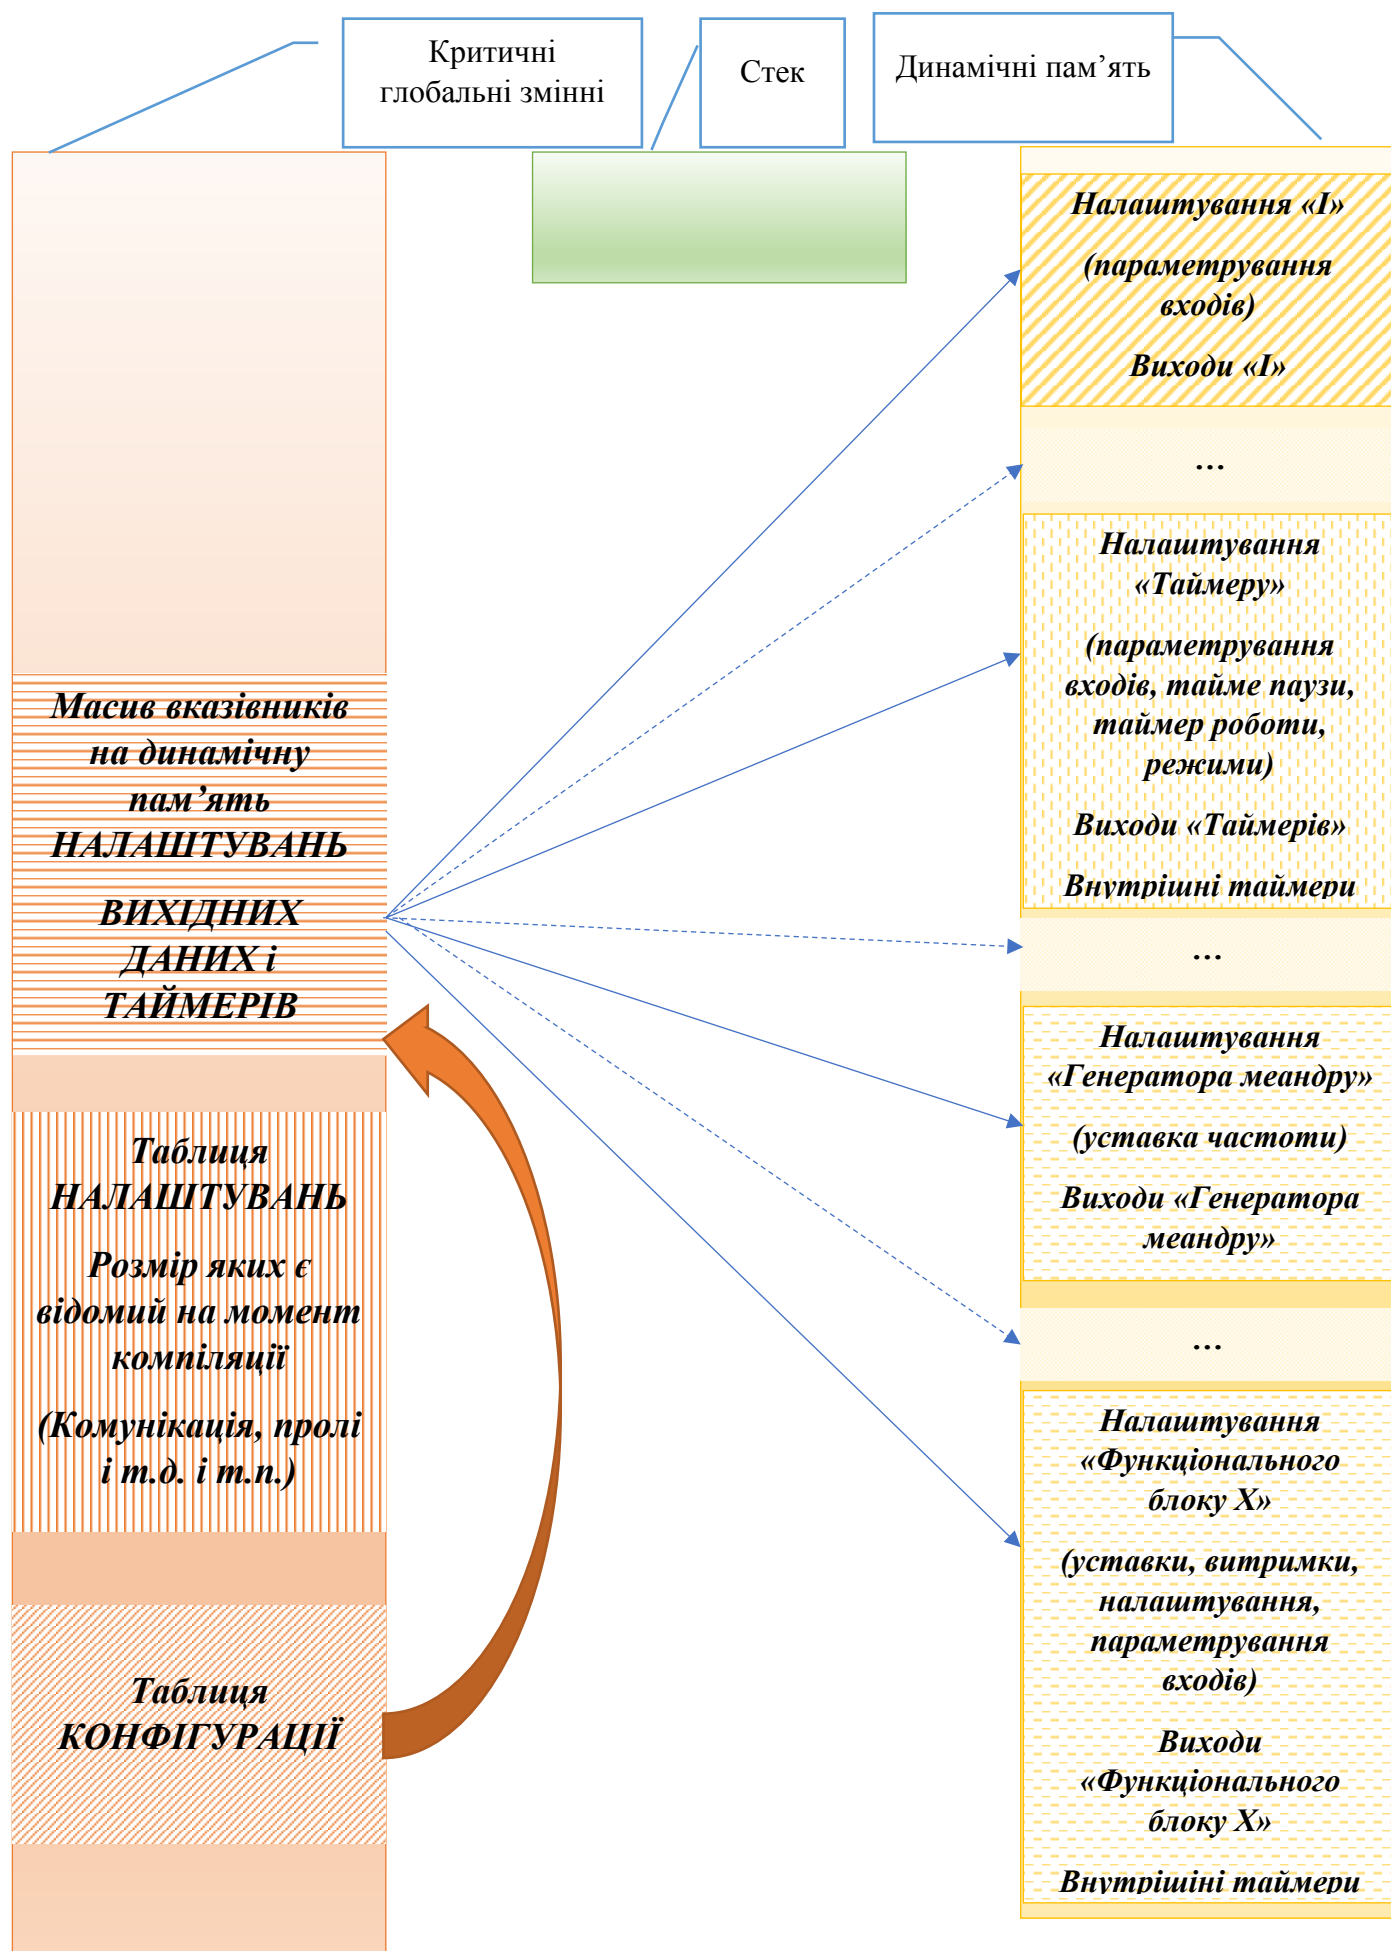 Критичні
глобальні змінні
Стек
Динамічні пам’ять
Масив вказівників
на динамічну
пам’ять
НАЛАШТУВАНЬ
ВИХІДНИХ
ДАНИХ і
ТАЙМЕРІВ
Таблиця
НАЛАШТУВАНЬ
Розмір яких є
відомий на момент
компіляції
(Комунікація, пролі
і т.д. і т.п.)
Таблиця
КОНФІГУРАЦІЇ
Налаштування «І»
(параметрування
входів)
Виходи «І»
…
Налаштування
«Таймеру»
(параметрування
входів, тайме паузи,
таймер роботи,
режими)
Виходи «Таймерів»
Внутрішні таймери
…
Налаштування
«Генератора меандру»
(уставка частоти)
Виходи «Генератора
меандру»
…
Налаштування
«Функціонального
блоку X»
(уставки, витримки,
налаштування,
параметрування
входів)
Виходи
«Функціонального
блоку X»
Внутрішіні таймери